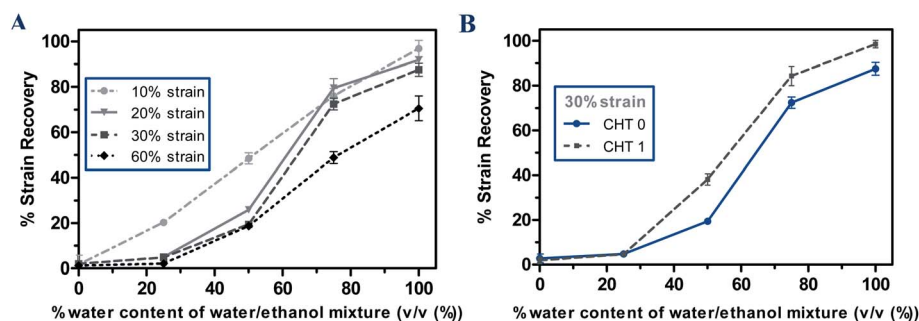 A
% Strain Recovery
100
80
60
40
20
0
10% strain
20% strain
30% strain
60% strain
0 20 40 60 80 100
% water content of water/ethanol mixture (v/v (%))
B
% Strain Recovery
100
80
60
40
20
0
30% strain
CHT 0
CHT 1
0 20 40 60 80 100
% water content of water/ethanol mixture (v/v (%))